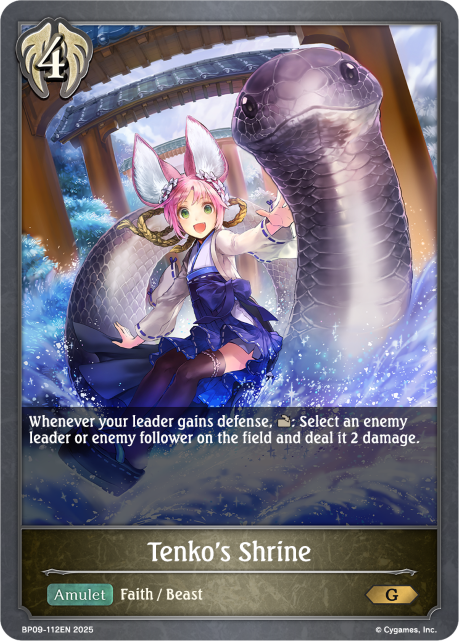 4
Whenever your leader gains defense, : Select an enemy
leader or enemy follower on the field and deal it 2 damage.
Tenko's Shrine
Amulet Faith / Beast G
BP09-112EN 2025 © Cygames, Inc.